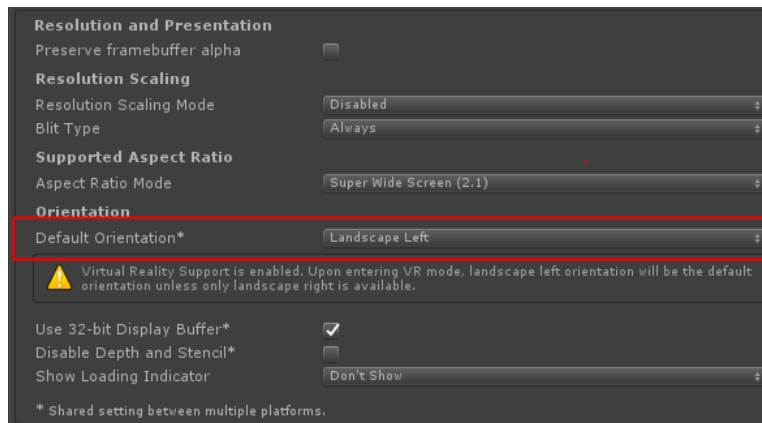 Resolution and Presentation
Preserve framebuffer alpha
Resolution Scaling
Resolution Scaling Mode Disabled
Blit Type Always
Supported Aspect Ratio
Aspect Ratio Mode Super Wide Screen (2.1)
Orientation
Default Orientation* Landscape Left
Virtual Reality Support is enabled. Upon entering VR mode, landscape left orientation will be the default
orientation unless only landscape right is available.
Use 32-bit Display Buffer*
Disable Depth and Stencil*
Show Loading Indicator Don't Show
* Shared setting between multiple platforms.